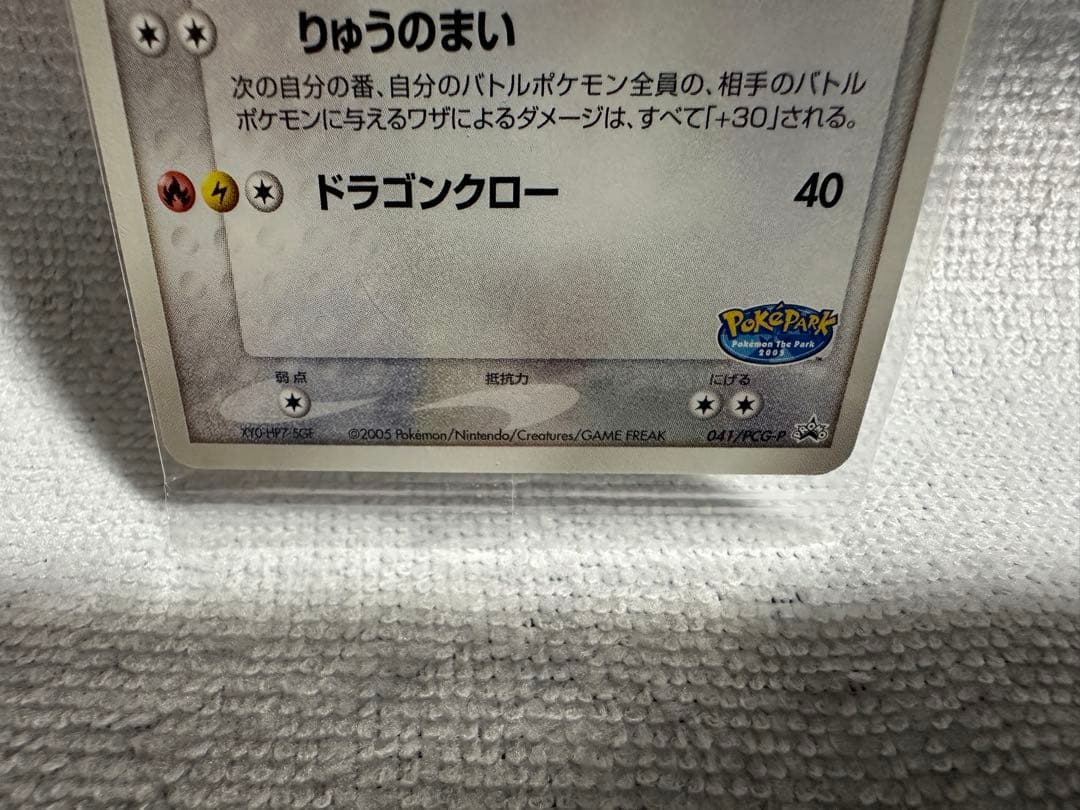 りゅうのまい
次の自分の番、自分のバトルポケモン全員の、相手のバトル
ポケモンに与えるワザによるダメージは、すべて「+30」される。
ドラゴンクロー 40
POKéPARK
Pokémon The Park
2005
弱点 抵抗力 にげる
©2005 Pokémon/Nintendo/Creatures/GAME FREAK 041/PCG-P